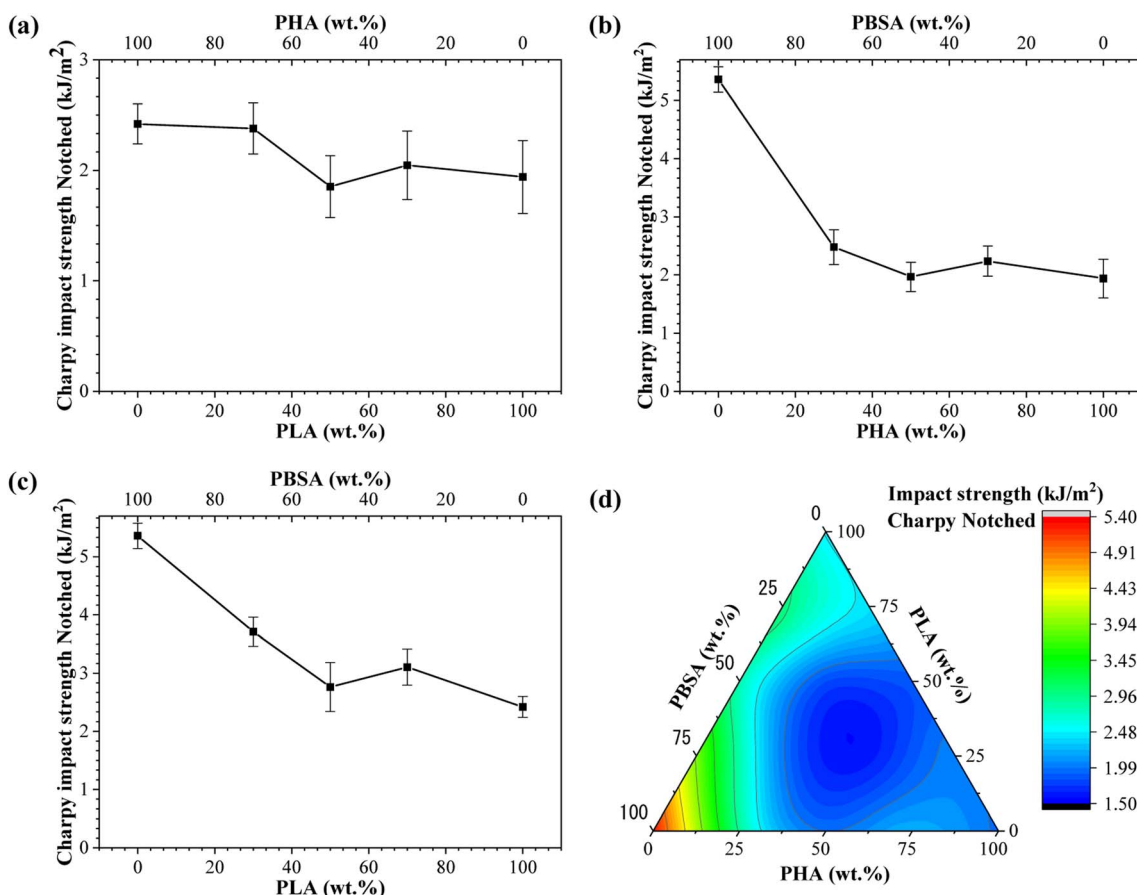 (a)
PHA (wt.%)
100 80 60 40 20 0
Charpy impact strength Notched (kJ/m²)
3
2
1
0
0 20 40 60 80 100
PLA (wt.%)
(b)
PBSA (wt.%)
100 80 60 40 20 0
Charpy impact strength Notched (kJ/m²)
5
4
3
2
1
0
0 20 40 60 80 100
PHA (wt.%)
(c)
PBSA (wt.%)
100 80 60 40 20 0
Charpy impact strength Notched (kJ/m²)
5
4
3
2
1
0
0 20 40 60 80 100
PLA (wt.%)
(d)
Impact strength (kJ/m²)
Charpy Notched
5.40
4.91
4.43
3.94
3.45
2.96
2.48
1.99
1.50
PBSA (wt.%)
0
25
50
75
100
PLA (wt.%)
100
75
50
25
0
0 25 50 75 100
PHA (wt.%)